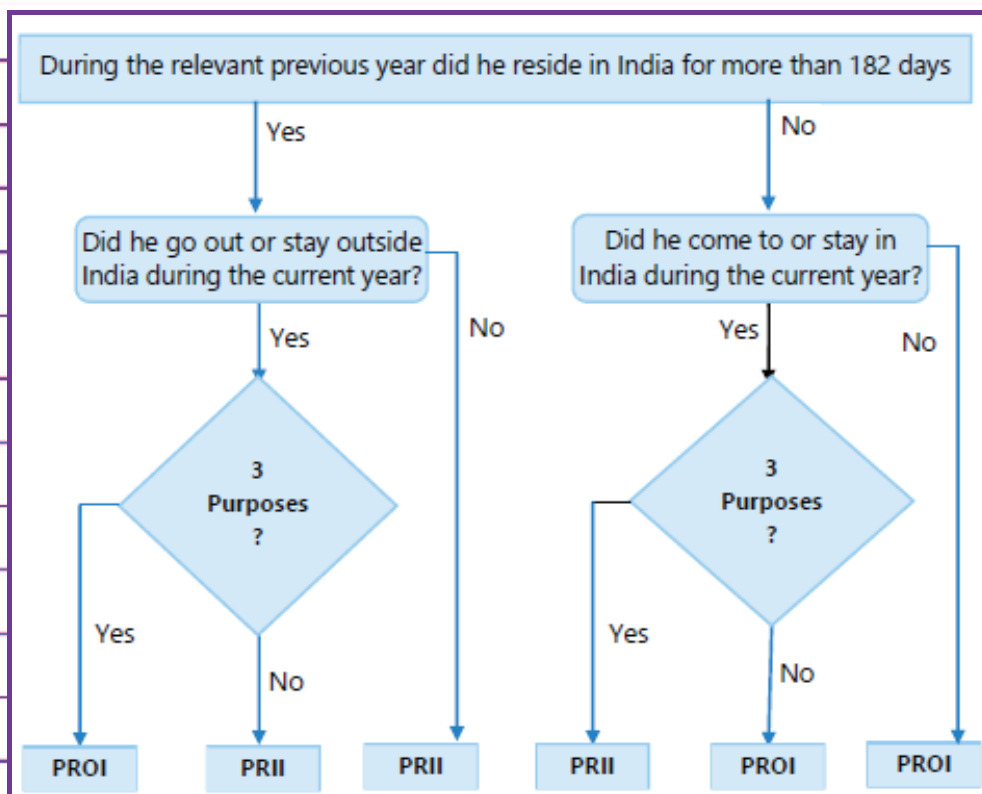 During the relevant previous year did he reside in India for more than 182 days
Yes
No
Did he go out or stay outside
India during the current year?
Did he come to or stay in
India during the current year?
Yes
No
Yes
No
3
Purposes
?
3
Purposes
?
Yes
No
Yes
No
PROI
PRII
PRII
PRII
PROI
PROI